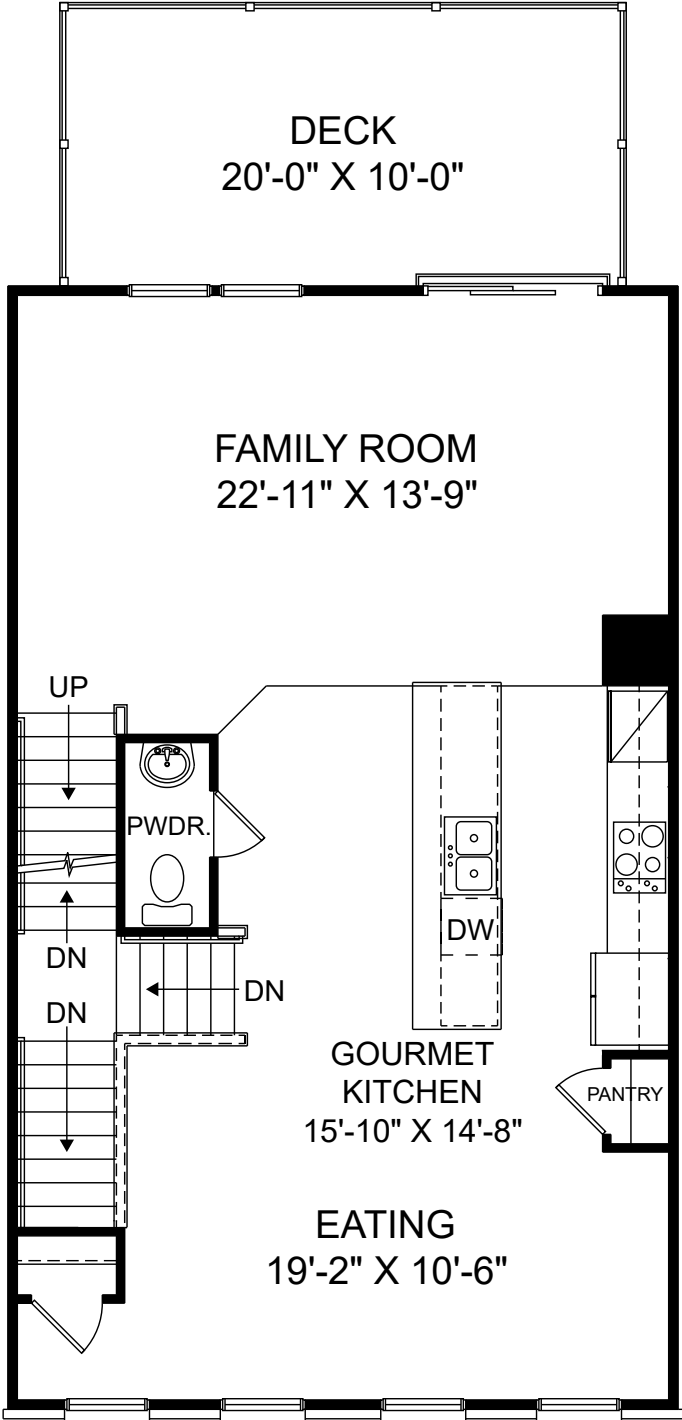 DECK
20'-0" X 10'-0"
FAMILY ROOM
22'-11" X 13'-9"
UP
PWDR.
DW
DN
DN
DN
GOURMET
KITCHEN
15'-10" X 14'-8"
PANTRY
EATING
19'-2" X 10'-6"